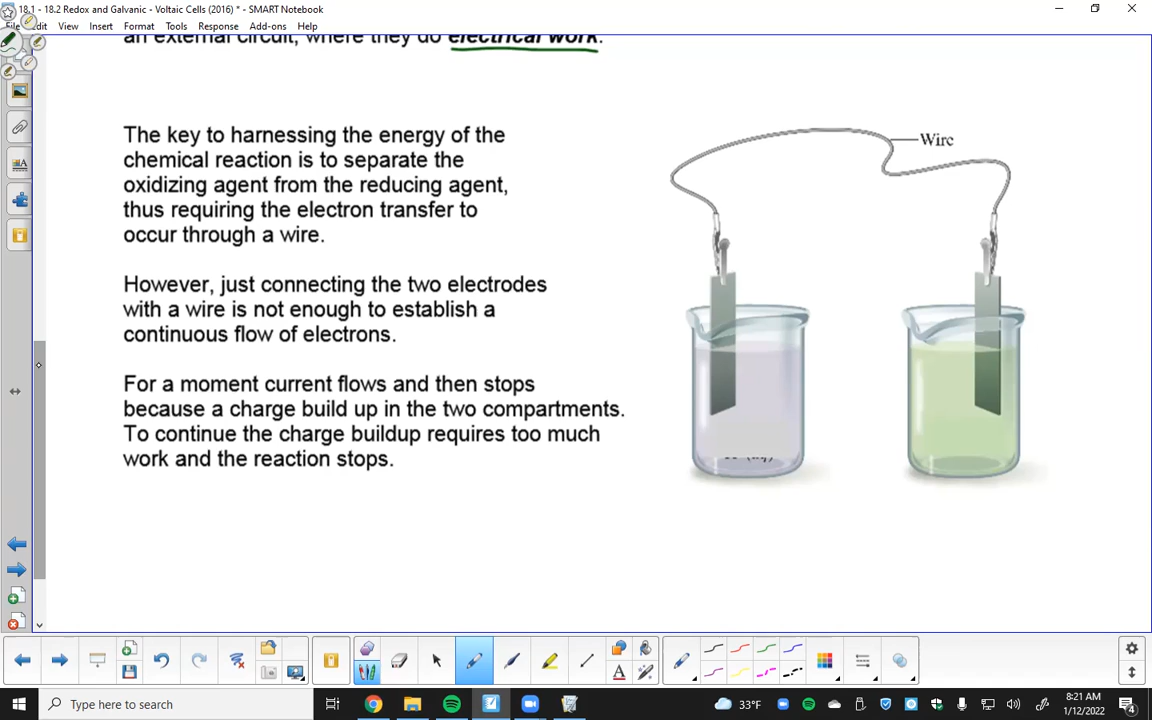 18.1 - 18.2 Redox and Galvanic - Voltaic Cells (2016) * - SMART Notebook
View Insert Format Tools Response Add-ons Help
an external circuit, where they do electrical work.
The key to harnessing the energy of the
chemical reaction is to separate the
oxidizing agent from the reducing agent,
thus requiring the electron transfer to
occur through a wire.
However, just connecting the two electrodes
with a wire is not enough to establish a
continuous flow of electrons.
For a moment current flows and then stops
because a charge build up in the two compartments.
To continue the charge buildup requires too much
work and the reaction stops.
Wire
Type here to search
33°F
8:21 AM
1/12/2022
4